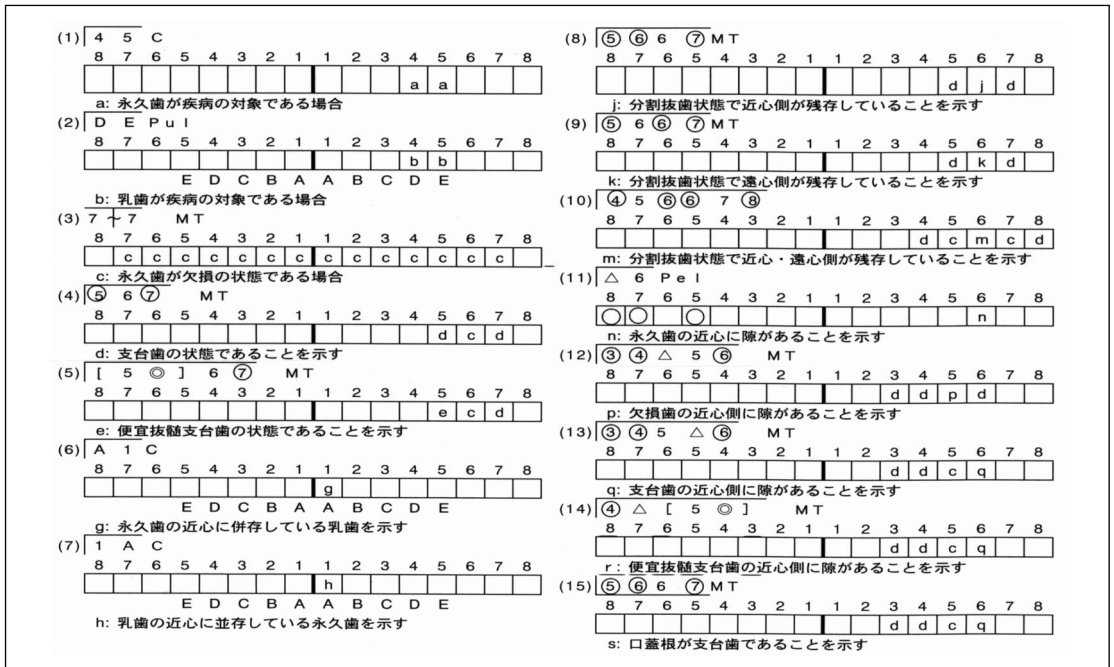 (1) 4 5 C
8 7 6 5 4 3 2 1 1 2 3 4 5 6 7 8
a a
a: 永久歯が疾病の対象である場合
(2) D E Pul
8 7 6 5 4 3 2 1 1 2 3 4 5 6 7 8
b b
E D C B A A B C D E
b: 乳歯が疾病の対象である場合
(3) 7 ~ 7 MT
8 7 6 5 4 3 2 1 1 2 3 4 5 6 7 8
c c c c c c c c c c c c c c
c: 永久歯が欠損の状態である場合
(4) ⑤ 6 ⑦ MT
8 7 6 5 4 3 2 1 1 2 3 4 5 6 7 8
d c d
d: 支台歯の状態であることを示す
(5) [ 5 ◎ ] 6 ⑦ MT
8 7 6 5 4 3 2 1 1 2 3 4 5 6 7 8
e c d
e: 便宜抜髄支台歯の状態であることを示す
(6) A 1 C
8 7 6 5 4 3 2 1 1 2 3 4 5 6 7 8
g
E D C B A A B C D E
g: 永久歯の近心に併存している乳歯を示す
(7) 1 A C
8 7 6 5 4 3 2 1 1 2 3 4 5 6 7 8
h
E D C B A A B C D E
h: 乳歯の近心に並存している永久歯を示す
(8) ⑤ ⑥ 6 ⑦ MT
8 7 6 5 4 3 2 1 1 2 3 4 5 6 7 8
d j d
j: 分割抜歯状態で近心側が残存していることを示す
(9) ⑤ 6 ⑥ ⑦ MT
8 7 6 5 4 3 2 1 1 2 3 4 5 6 7 8
d k d
k: 分割抜歯状態で遠心側が残存していることを示す
(10) ④ 5 ⑥⑥ 7 ⑧
8 7 6 5 4 3 2 1 1 2 3 4 5 6 7 8
d c m c d
m: 分割抜歯状態で近心・遠心側が残存していることを示す
(11) △ 6 Pel
8 7 6 5 4 3 2 1 1 2 3 4 5 6 7 8
○ ○ ○ n
n: 永久歯の近心に隙があることを示す
(12) ③ ④ △ 5 ⑥ MT
8 7 6 5 4 3 2 1 1 2 3 4 5 6 7 8
d d p d
p: 欠損歯の近心側に隙があることを示す
(13) ③ ④ 5 △ ⑥ MT
8 7 6 5 4 3 2 1 1 2 3 4 5 6 7 8
d d c q
q: 支台歯の近心側に隙があることを示す
(14) ④ △ [ 5 ◎ ] MT
8 7 6 5 4 3 2 1 1 2 3 4 5 6 7 8
d d c q
r: 便宜抜髄支台歯の近心側に隙があることを示す
(15) ⑤ ⑥ 6 ⑦ MT
8 7 6 5 4 3 2 1 1 2 3 4 5 6 7 8
d d c q
s: 口蓋根が支台歯であることを示す